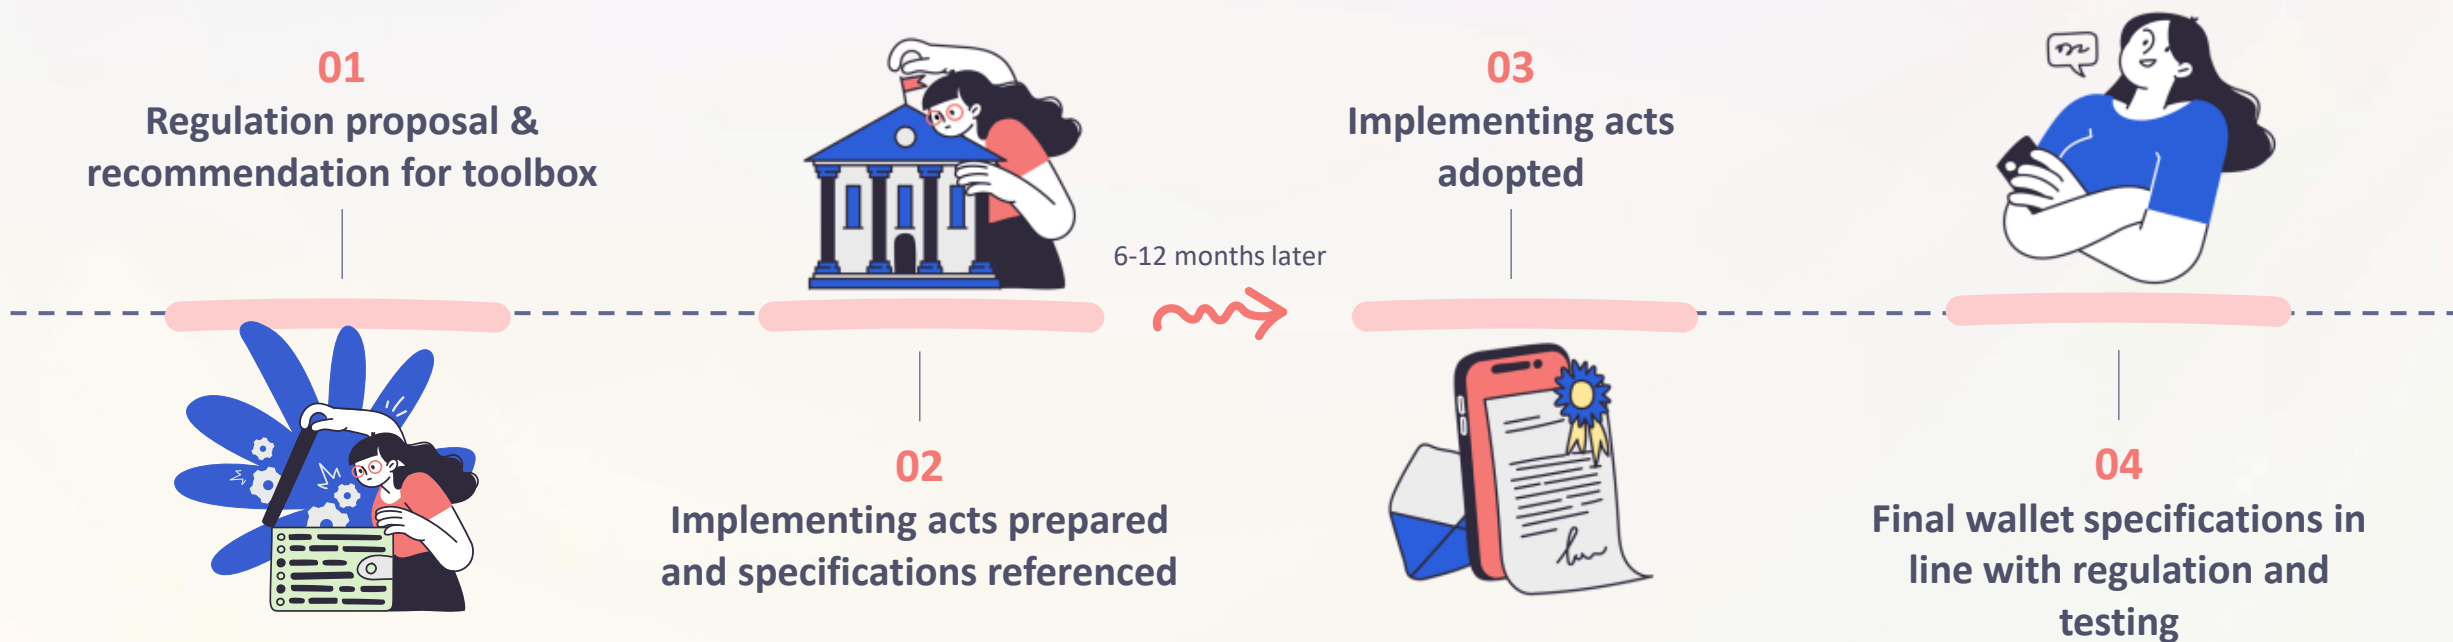 01
Regulation proposal &
recommendation for toolbox
02
Implementing acts prepared
and specifications referenced
6-12 months later
03
Implementing acts
adopted
04
Final wallet specifications in
line with regulation and
testing